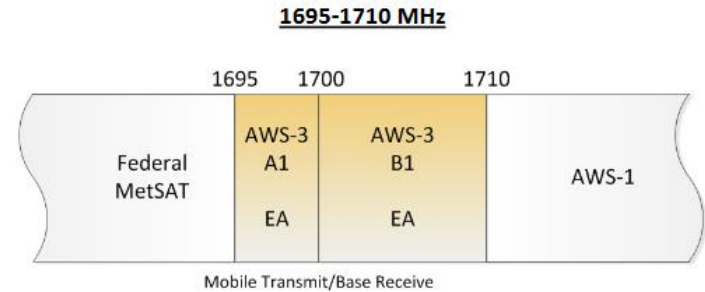 1695-1710 MHz
1695 1700 1710
Federal
MetSAT
AWS-3
A1
EA
AWS-3
B1
EA
AWS-1
Mobile Transmit/Base Receive